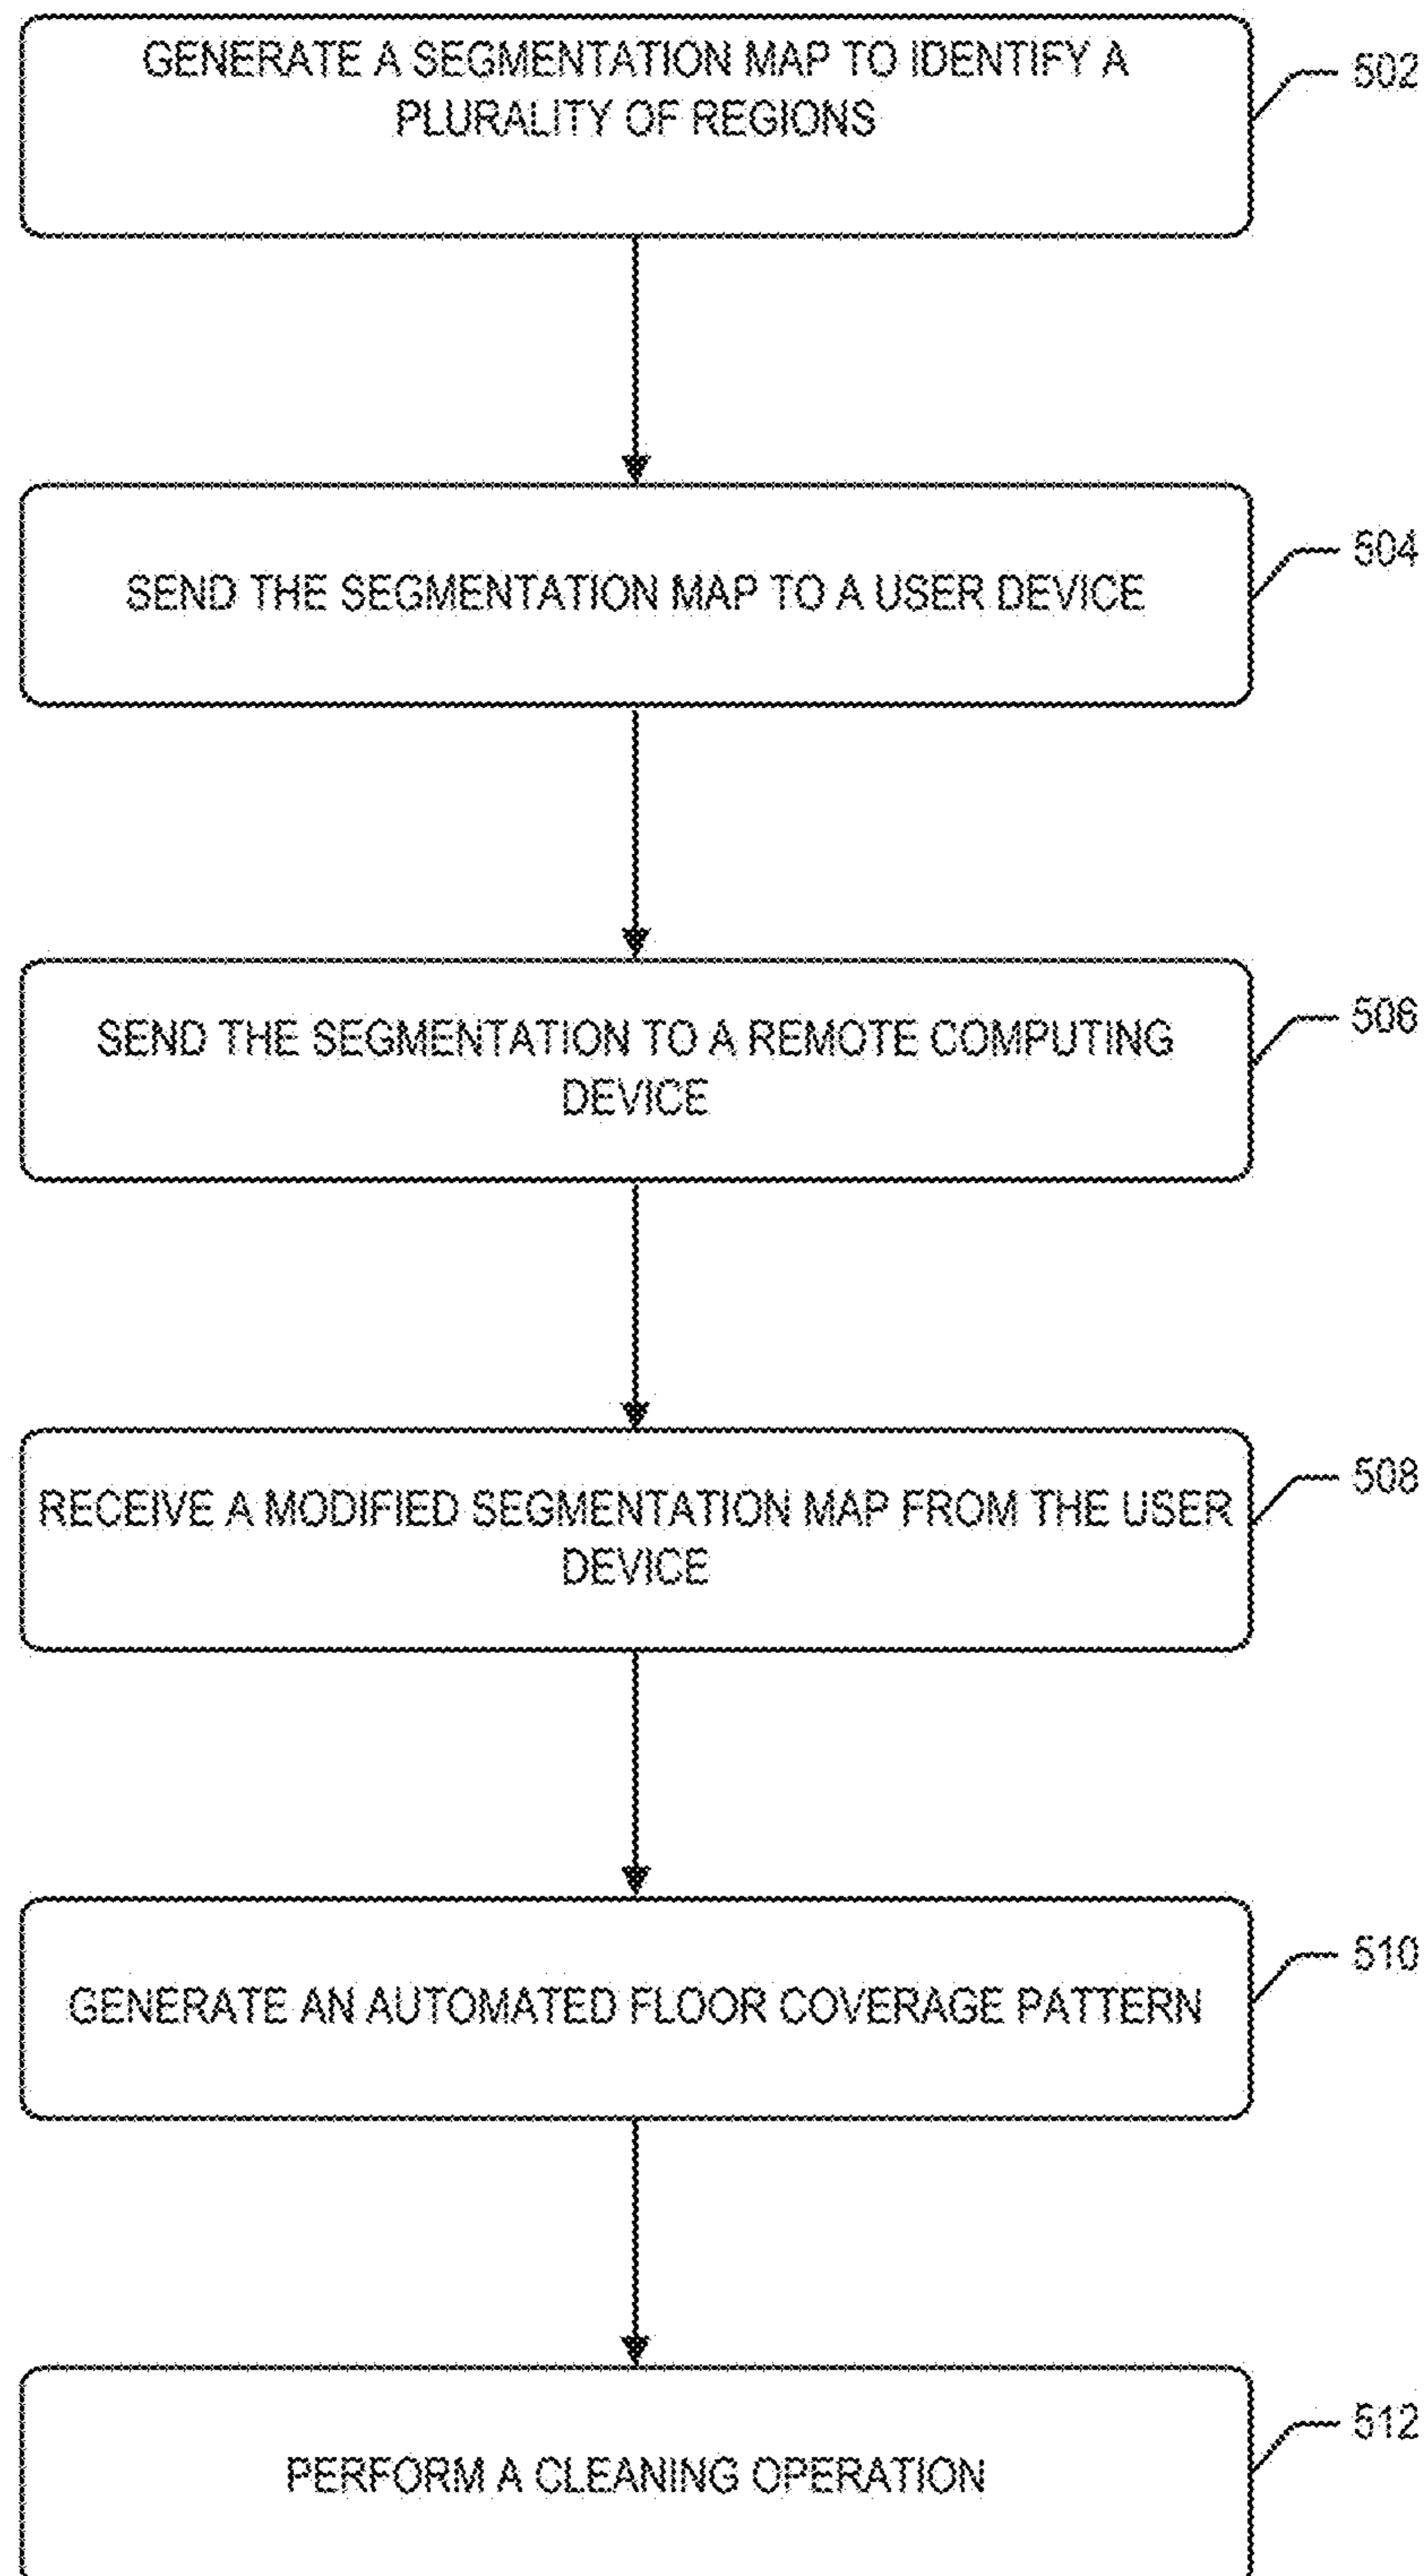 GENERATE A SEGMENTATION MAP TO IDENTIFY A
PLURALITY OF REGIONS
502
SEND THE SEGMENTATION MAP TO A USER DEVICE
504
SEND THE SEGMENTATION TO A REMOTE COMPUTING
DEVICE
506
RECEIVE A MODIFIED SEGMENTATION MAP FROM THE USER
DEVICE
508
GENERATE AN AUTOMATED FLOOR COVERAGE PATTERN
510
PERFORM A CLEANING OPERATION
512